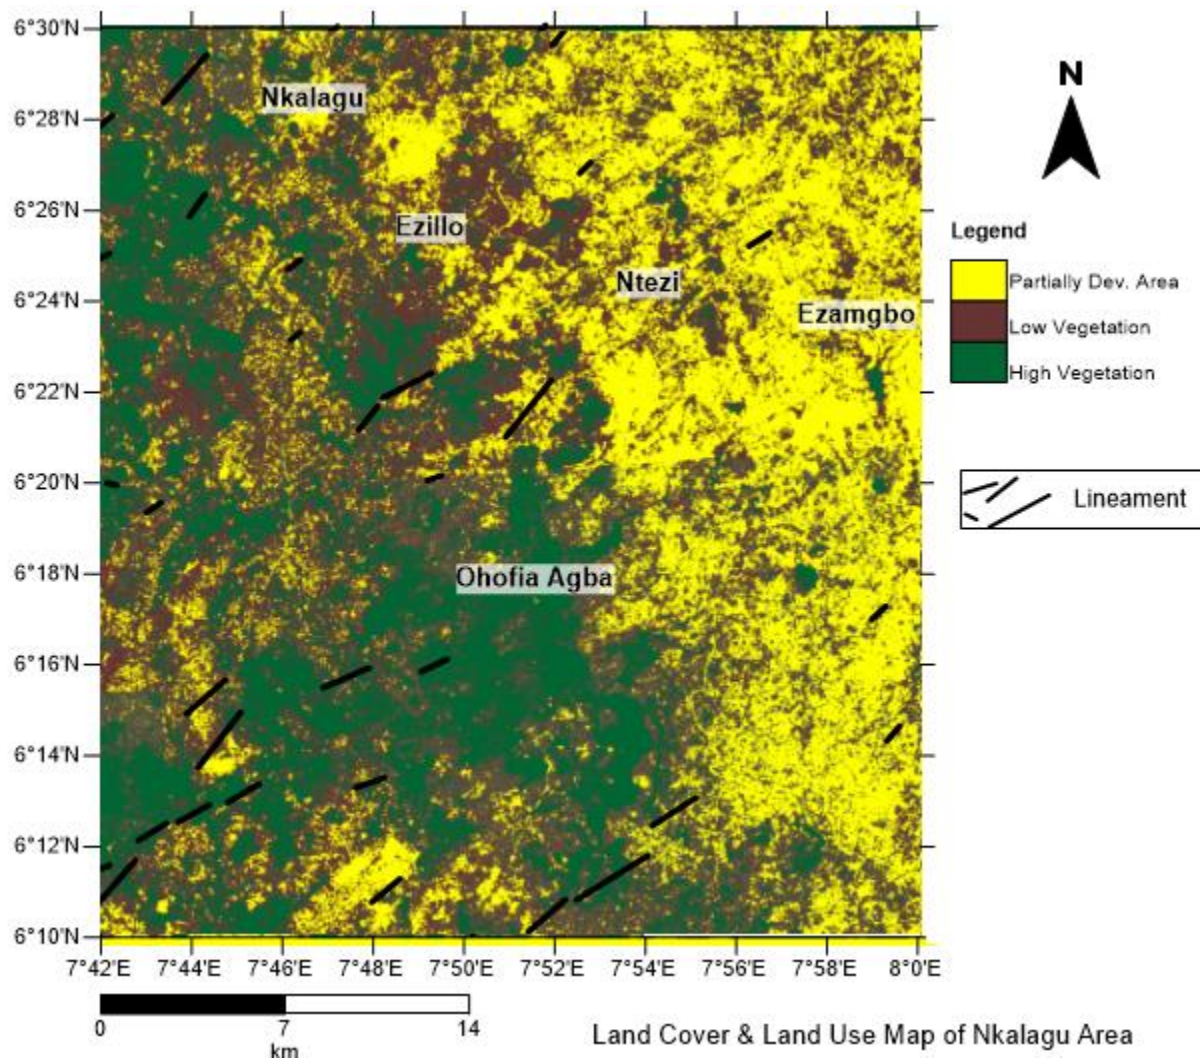 6°30'N
Nkalagu
N
6°28'N
6°26'N
Ezillo
Legend
Ntezi
Partially Dev. Area
6°24'N
Ezamgbo
Low Vegetation
High Vegetation
6°22'N
6°20'N
Lineament
6°18'N
Ohofia Agba
6°16'N
6°14'N
6°12'N
6°10'N
7°42'E 7°44'E 7°46'E 7°48'E 7°50'E 7°52'E 7°54'E 7°56'E 7°58'E 8°0'E
0 7 14
km
Land Cover & Land Use Map of Nkalagu Area